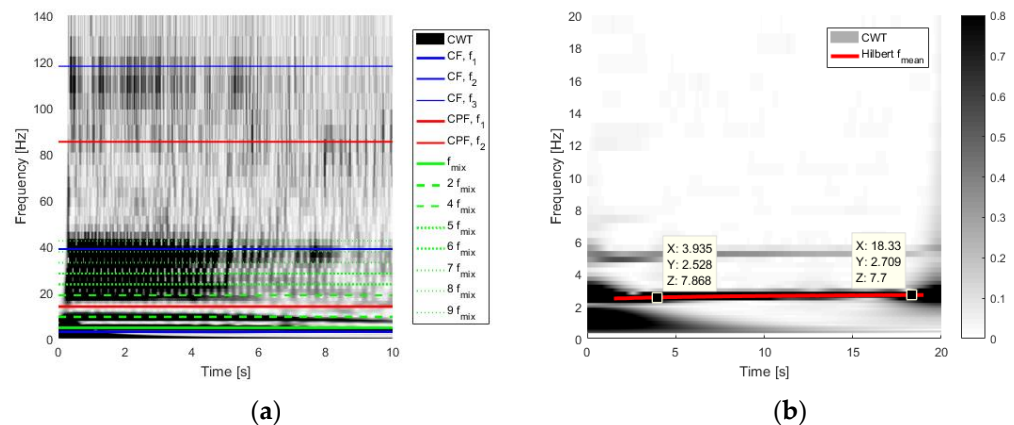 140
120
100
80
60
40
20
0
Frequency [Hz]
0 2 4 6 8 10
Time [s]
CWT
CF, f1
CF, f2
CF, f3
CPF, f1
CPF, f2
fmix
2 fmix
4 fmix
5 fmix
6 fmix
7 fmix
8 fmix
9 fmix
(a)
20
18
16
14
12
10
8
6
4
2
0
Frequency [Hz]
0 5 10 15 20
Time [s]
CWT
Hilbert fmean
X: 3.935
Y: 2.528
Z: 7.868
X: 18.33
Y: 2.709
Z: 7.7
0.8
0.7
0.6
0.5
0.4
0.3
0.2
0.1
0
(b)